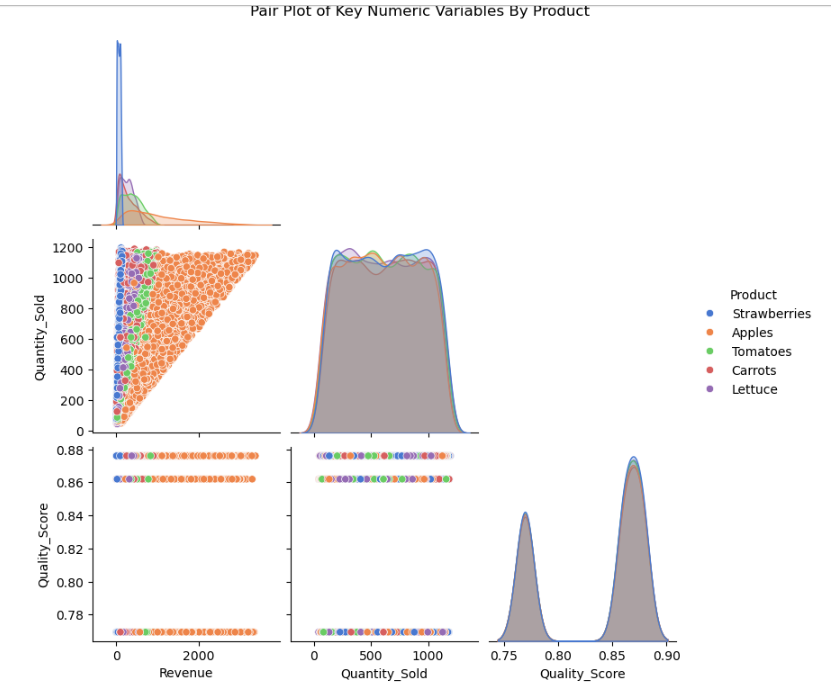 Pair Plot of Key Numeric Variables By Product
1200
1000
800
600
400
200
0
Quantity_Sold
Product
Strawberries
Apples
Tomatoes
Carrots
Lettuce
0.88
0.86
0.84
0.82
0.80
0.78
Quality_Score
0 2000
Revenue
0 500 1000
Quantity_Sold
0.75 0.80 0.85 0.90
Quality_Score